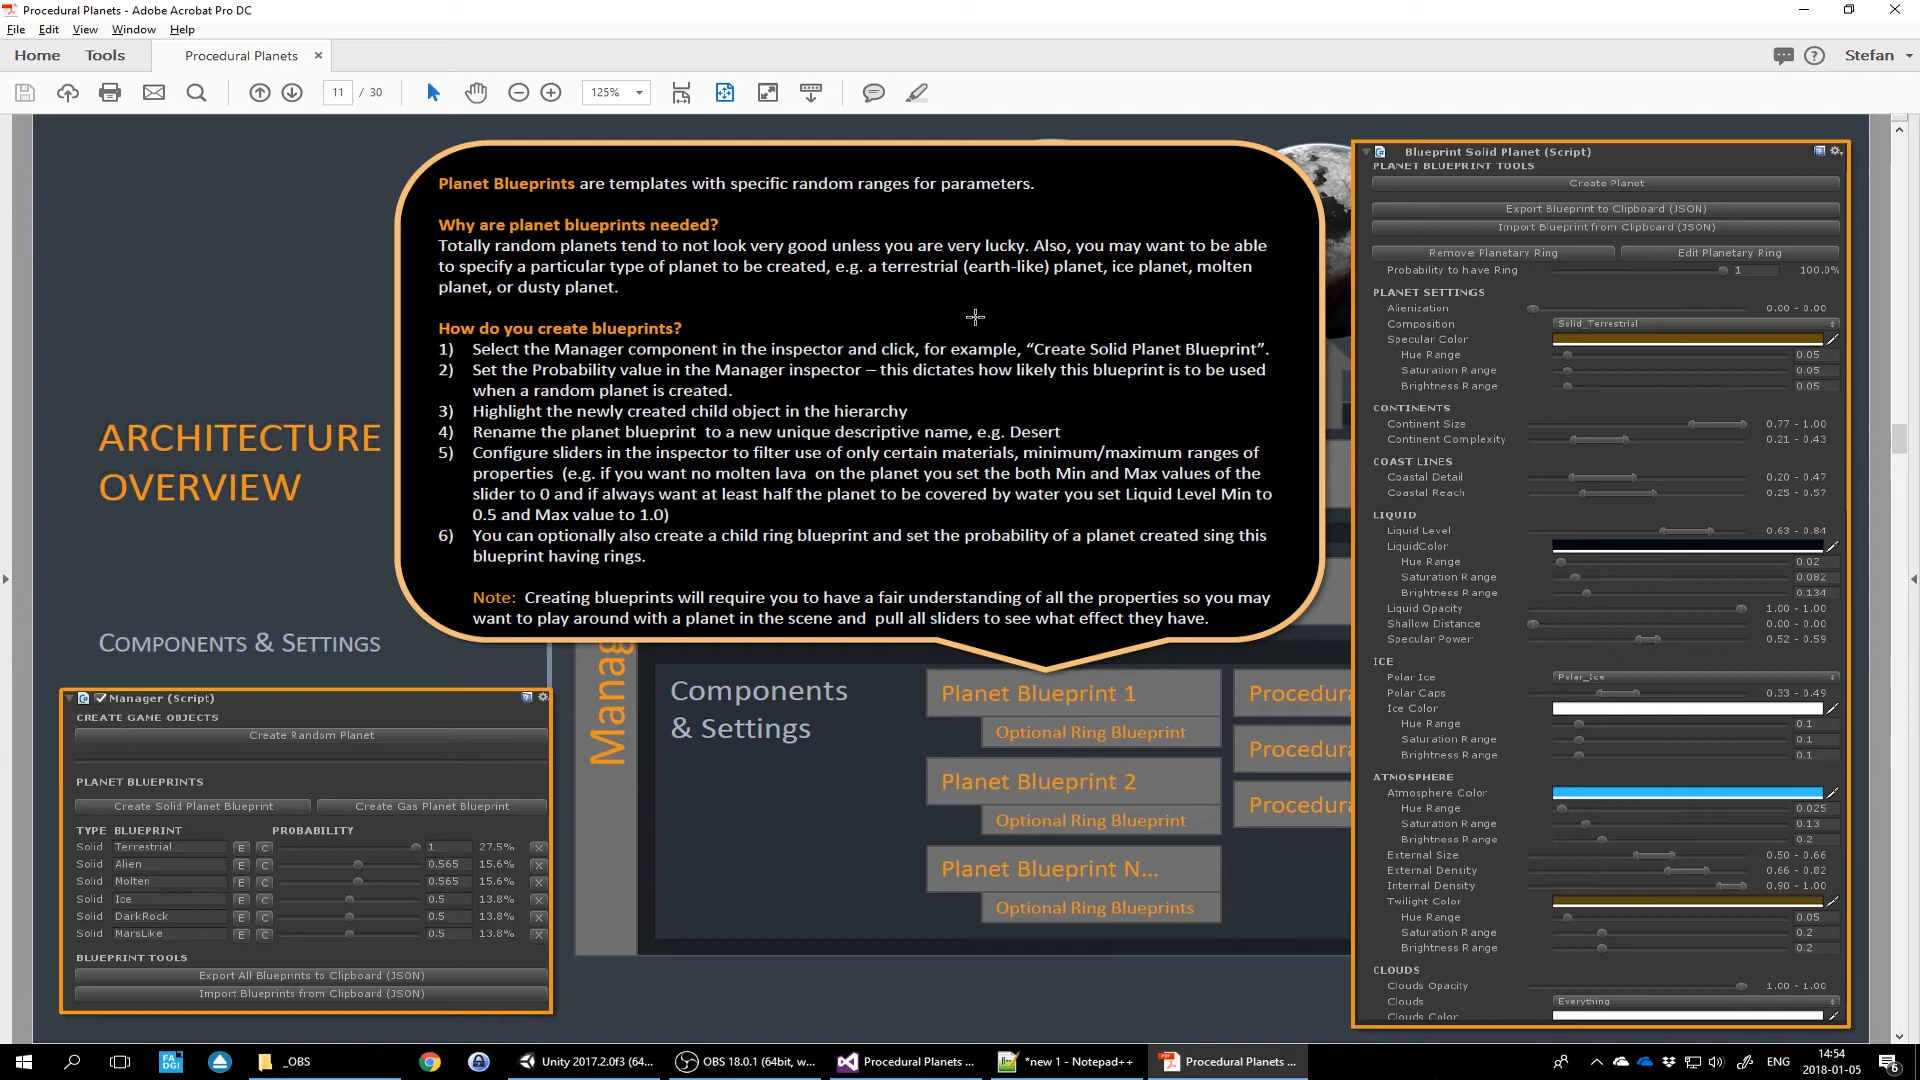 Procedural Planets - Adobe Acrobat Pro DC
File Edit View Window Help
Home Tools Procedural Planets × Stefan
11 / 30 125%
Planet Blueprints are templates with specific random ranges for parameters.
Why are planet blueprints needed?
Totally random planets tend to not look very good unless you are very lucky. Also, you may want to be able
to specify a particular type of planet to be created, e.g. a terrestrial (earth-like) planet, ice planet, molten
planet, or dusty planet.
How do you create blueprints?
1) Select the Manager component in the inspector and click, for example, “Create Solid Planet Blueprint”.
2) Set the Probability value in the Manager inspector – this dictates how likely this blueprint is to be used
when a random planet is created.
3) Highlight the newly created child object in the hierarchy
4) Rename the planet blueprint to a new unique descriptive name, e.g. Desert
5) Configure sliders in the inspector to filter use of only certain materials, minimum/maximum ranges of
properties (e.g. if you want no molten lava on the planet you set the both Min and Max values of the
slider to 0 and if always want at least half the planet to be covered by water you set Liquid Level Min to
0.5 and Max value to 1.0)
6) You can optionally also create a child ring blueprint and set the probability of a planet created sing this
blueprint having rings.
Note: Creating blueprints will require you to have a fair understanding of all the properties so you may
want to play around with a planet in the scene and pull all sliders to see what effect they have.
ARCHITECTURE
OVERVIEW
COMPONENTS & SETTINGS
Manager (Script)
CREATE GAME OBJECTS
Create Random Planet
PLANET BLUEPRINTS
Create Solid Planet Blueprint Create Gas Planet Blueprint
TYPE BLUEPRINT PROBABILITY
Solid Terrestrial E C 1 27.5% X
Solid Alien E C 0.565 15.6% X
Solid Molten E C 0.565 15.6% X
Solid Ice E C 0.5 13.8% X
Solid DarkRock E C 0.5 13.8% X
Solid MarsLike E C 0.5 13.8% X
BLUEPRINT TOOLS
Export All Blueprints to Clipboard (JSON)
Import Blueprints from Clipboard (JSON)
Manag
Components
& Settings
Planet Blueprint 1
Optional Ring Blueprint
Planet Blueprint 2
Optional Ring Blueprint
Planet Blueprint N...
Optional Ring Blueprints
Procedura
Procedura
Procedura
Blueprint Solid Planet (Script)
PLANET BLUEPRINT TOOLS
Create Planet
Export Blueprint to Clipboard (JSON)
Import Blueprint from Clipboard (JSON)
Remove Planetary Ring Edit Planetary Ring
Probability to have Ring 1 100.0%
PLANET SETTINGS
Alienization 0.00 - 0.00
Composition Solid_Terrestrial
Specular Color
Hue Range 0.05
Saturation Range 0.05
Brightness Range 0.05
CONTINENTS
Continent Size 0.77 - 1.00
Continent Complexity 0.21 - 0.43
COAST LINES
Coastal Detail 0.20 - 0.47
Coastal Reach 0.25 - 0.57
LIQUID
Liquid Level 0.63 - 0.84
LiquidColor
Hue Range 0.02
Saturation Range 0.082
Brightness Range 0.134
Liquid Opacity 1.00 - 1.00
Shallow Distance 0.00 - 0.00
Specular Power 0.52 - 0.59
ICE
Polar Ice Polar_Ice
Polar Caps 0.33 - 0.49
Ice Color
Hue Range 0.1
Saturation Range 0.1
Brightness Range 0.1
ATMOSPHERE
Atmosphere Color
Hue Range 0.025
Saturation Range 0.13
Brightness Range 0.2
External Size 0.50 - 0.66
External Density 0.66 - 0.82
Internal Density 0.90 - 1.00
Twilight Color
Hue Range 0.05
Saturation Range 0.2
Brightness Range 0.2
CLOUDS
Clouds Opacity 1.00 - 1.00
Clouds Everything
Clouds Color
FA
DGI
_OBS
Unity 2017.2.0f3 (64...
OBS 18.0.1 (64bit, w...
Procedural Planets ...
*new 1 - Notepad++
Procedural Planets ...
ENG
14:54
2018-01-05
6